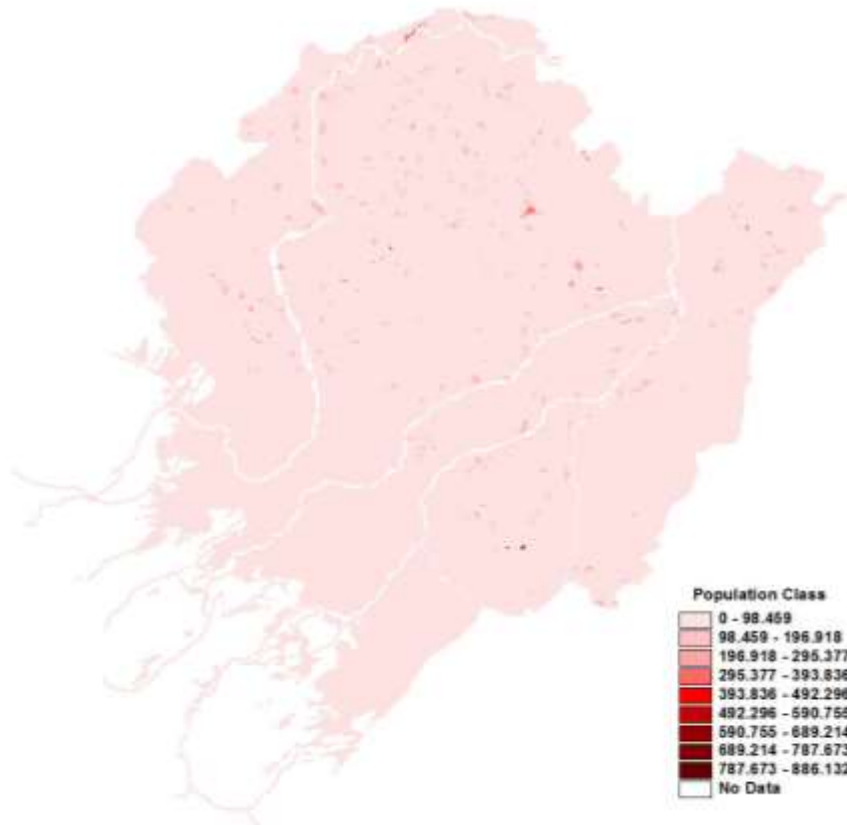 Population Class
0 - 98.459
98.459 - 196.918
196.918 - 295.377
295.377 - 393.836
393.836 - 492.296
492.296 - 590.755
590.755 - 689.214
689.214 - 787.673
787.673 - 886.132
No Data